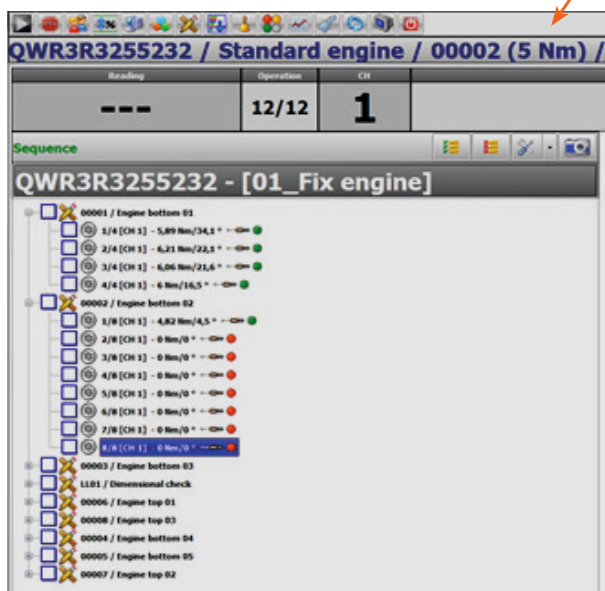 QWR3R3255232 / Standard engine / 00002 (5 Nm) /
Reading Operation CH
--- 12/12 1
Sequence
QWR3R3255232 - [01_Fix engine]
00001 / Engine bottom 01
1/4 [CH 1] - 5,89 Nm/34,1 °
2/4 [CH 1] - 6,21 Nm/22,1 °
3/4 [CH 1] - 6,06 Nm/21,6 °
4/4 [CH 1] - 6 Nm/16,5 °
00002 / Engine bottom 02
1/8 [CH 1] - 4,82 Nm/4,5 °
2/8 [CH 1] - 0 Nm/0 °
3/8 [CH 1] - 0 Nm/0 °
4/8 [CH 1] - 0 Nm/0 °
5/8 [CH 1] - 0 Nm/0 °
6/8 [CH 1] - 0 Nm/0 °
7/8 [CH 1] - 0 Nm/0 °
8/8 [CH 1] - 0 Nm/0 °
00003 / Engine bottom 03
LL01 / Dimensional check
00006 / Engine top 01
00008 / Engine top 03
00004 / Engine bottom 04
00005 / Engine bottom 05
00007 / Engine top 02